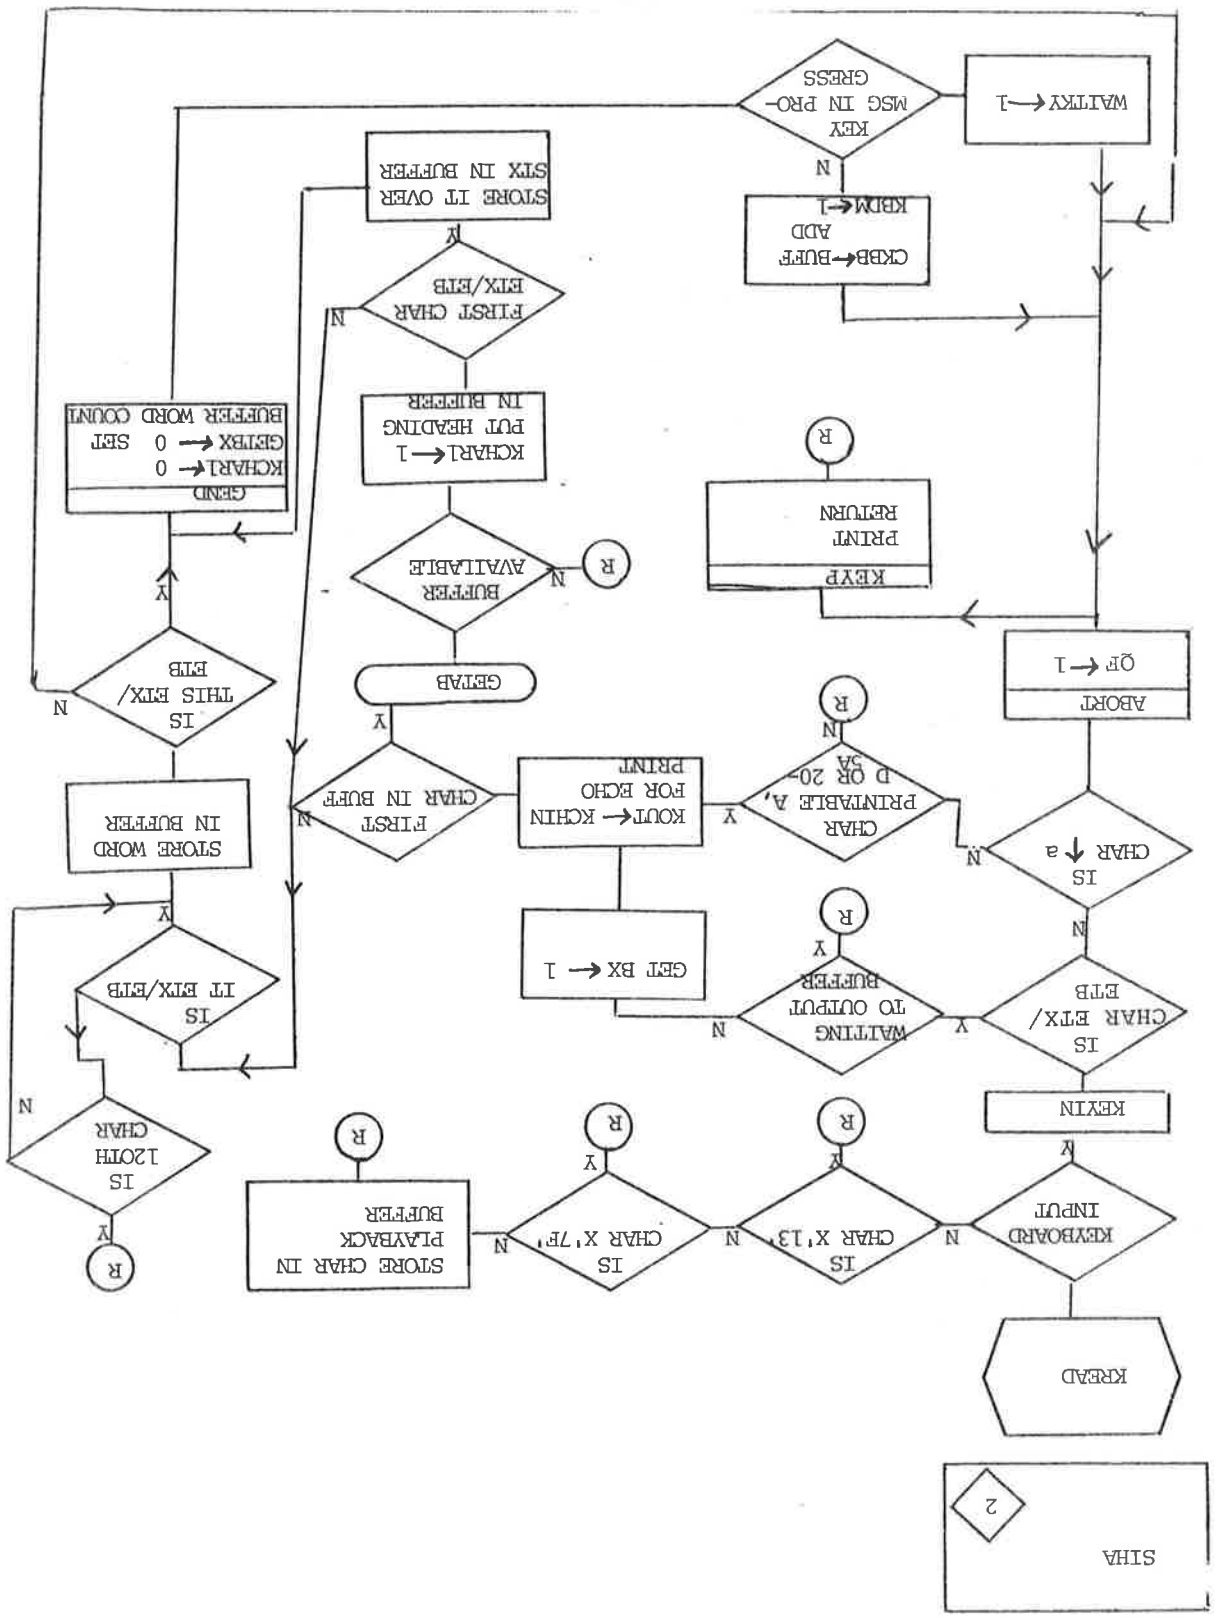 SIHA
2
KREAD
KEYBOARD
INPUT
N
Y
IS
CHAR X'13'
N
Y
R
IS
CHAR X'7F'
N
Y
R
STORE CHAR IN
PLAYBACK
BUFFER
R
KEYIN
IS
CHAR ETX/
ETB
Y
N
WAITING
TO OUTPUT
BUFFER
N
Y
R
GET BX → 1
IS
CHAR ↑ a
N
CHAR
PRINTABLE A,
D OR 20-
5A
Y
N
R
KOUT → KCHIN
FOR ECHO
PRINT
FIRST
CHAR IN BUFF
N
Y
GETAB
BUFFER
AVAILABLE
N
R
KCHAR1 → 1
PUT HEADING
IN BUFFER
FIRST CHAR
ETX/ETB
N
Y
STORE IT OVER
STX IN BUFFER
R
Y
IS
120TH
CHAR
N
IS
IT ETX/ETB
Y
STORE WORD
IN BUFFER
IS
THIS ETX/
ETB
N
Y
GEND
KCHAR1 → 0
GETBX → 0 SET
BUFFER WORD COUNT
ABORT
QF → 1
KEYP
PRINT
RETURN
R
CKBB → BUFF
ADD
KBDM → 1
N
KEY
MSG IN PRO-
GRESS
WAITKY → 1